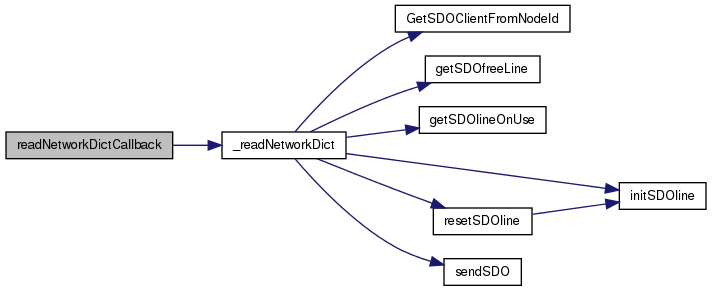 GetSDOClientFromNodeId
getSDOfreeLine
getSDOlineOnUse
readNetworkDictCallback
_readNetworkDict
initSDOline
resetSDOline
sendSDO